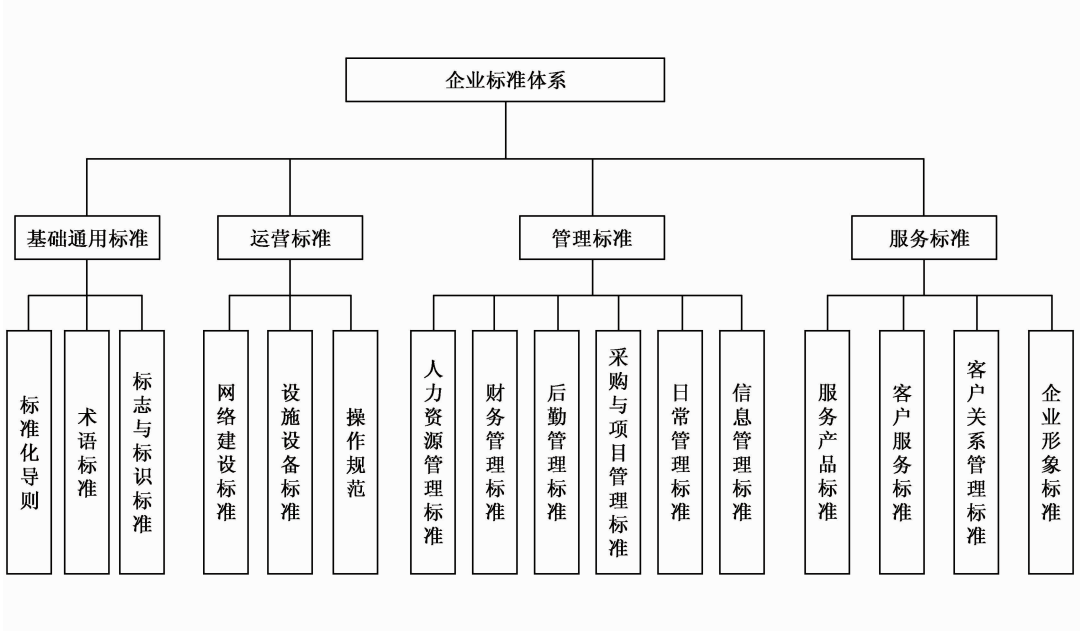 企业标准体系
基础通用标准
运营标准
管理标准
服务标准
标准化导则
术语标准
标志与标识标准
网络建设标准
设施设备标准
操作规范
人力资源管理标准
财务管理标准
后勤管理标准
采购与项目管理标准
日常管理标准
信息管理标准
服务产品标准
客户服务标准
客户关系管理标准
企业形象标准